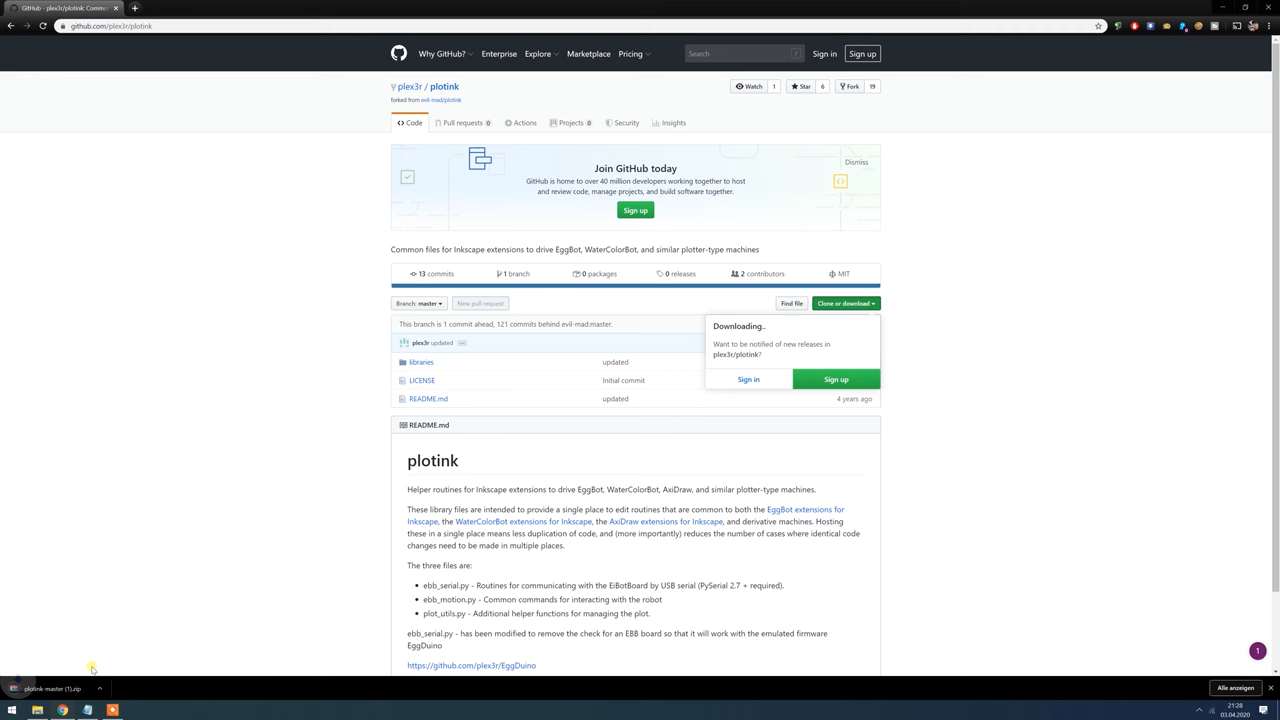 GitHub - plex3r/plotink: Commo
github.com/plex3r/plotink
Why GitHub? Enterprise Explore Marketplace Pricing Search / Sign in Sign up
plex3r / plotink Watch 1 Star 6 Fork 19
forked from evil-mad/plotink
Code Pull requests 0 Actions Projects 0 Security Insights
Dismiss
Join GitHub today
GitHub is home to over 40 million developers working together to host
and review code, manage projects, and build software together.
Sign up
Common files for Inkscape extensions to drive EggBot, WaterColorBot, and similar plotter-type machines
13 commits 1 branch 0 packages 0 releases 2 contributors MIT
Branch: master New pull request Find file Clone or download
This branch is 1 commit ahead, 121 commits behind evil-mad:master.
plex3r updated
libraries updated
LICENSE Initial commit
README.md updated 4 years ago
Downloading..
Want to be notified of new releases in
plex3r/plotink?
Sign in Sign up
README.md
plotink
Helper routines for Inkscape extensions to drive EggBot, WaterColorBot, AxiDraw, and similar plotter-type machines.
These library files are intended to provide a single place to edit routines that are common to both the EggBot extensions for
Inkscape, the WaterColorBot extensions for Inkscape, the AxiDraw extensions for Inkscape, and derivative machines. Hosting
these in a single place means less duplication of code, and (more importantly) reduces the number of cases where identical code
changes need to be made in multiple places.
The three files are:
• ebb_serial.py - Routines for communicating with the EiBotBoard by USB serial (PySerial 2.7 + required).
• ebb_motion.py - Common commands for interacting with the robot
• plot_utils.py - Additional helper functions for managing the plot.
ebb_serial.py - has been modified to remove the check for an EBB board so that it will work with the emulated firmware
EggDuino
https://github.com/plex3r/EggDuino
1
plotink-master (1).zip Alle anzeigen
21:28
03.04.2020